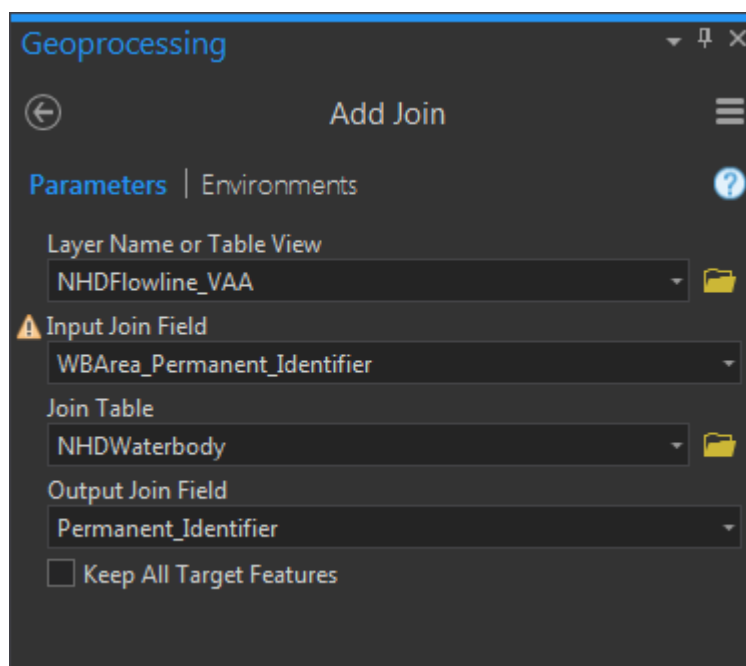 Geoprocessing
Add Join
Parameters | Environments
Layer Name or Table View
NHDFlowline_VAA
Input Join Field
WBArea_Permanent_Identifier
Join Table
NHDWaterbody
Output Join Field
Permanent_Identifier
Keep All Target Features